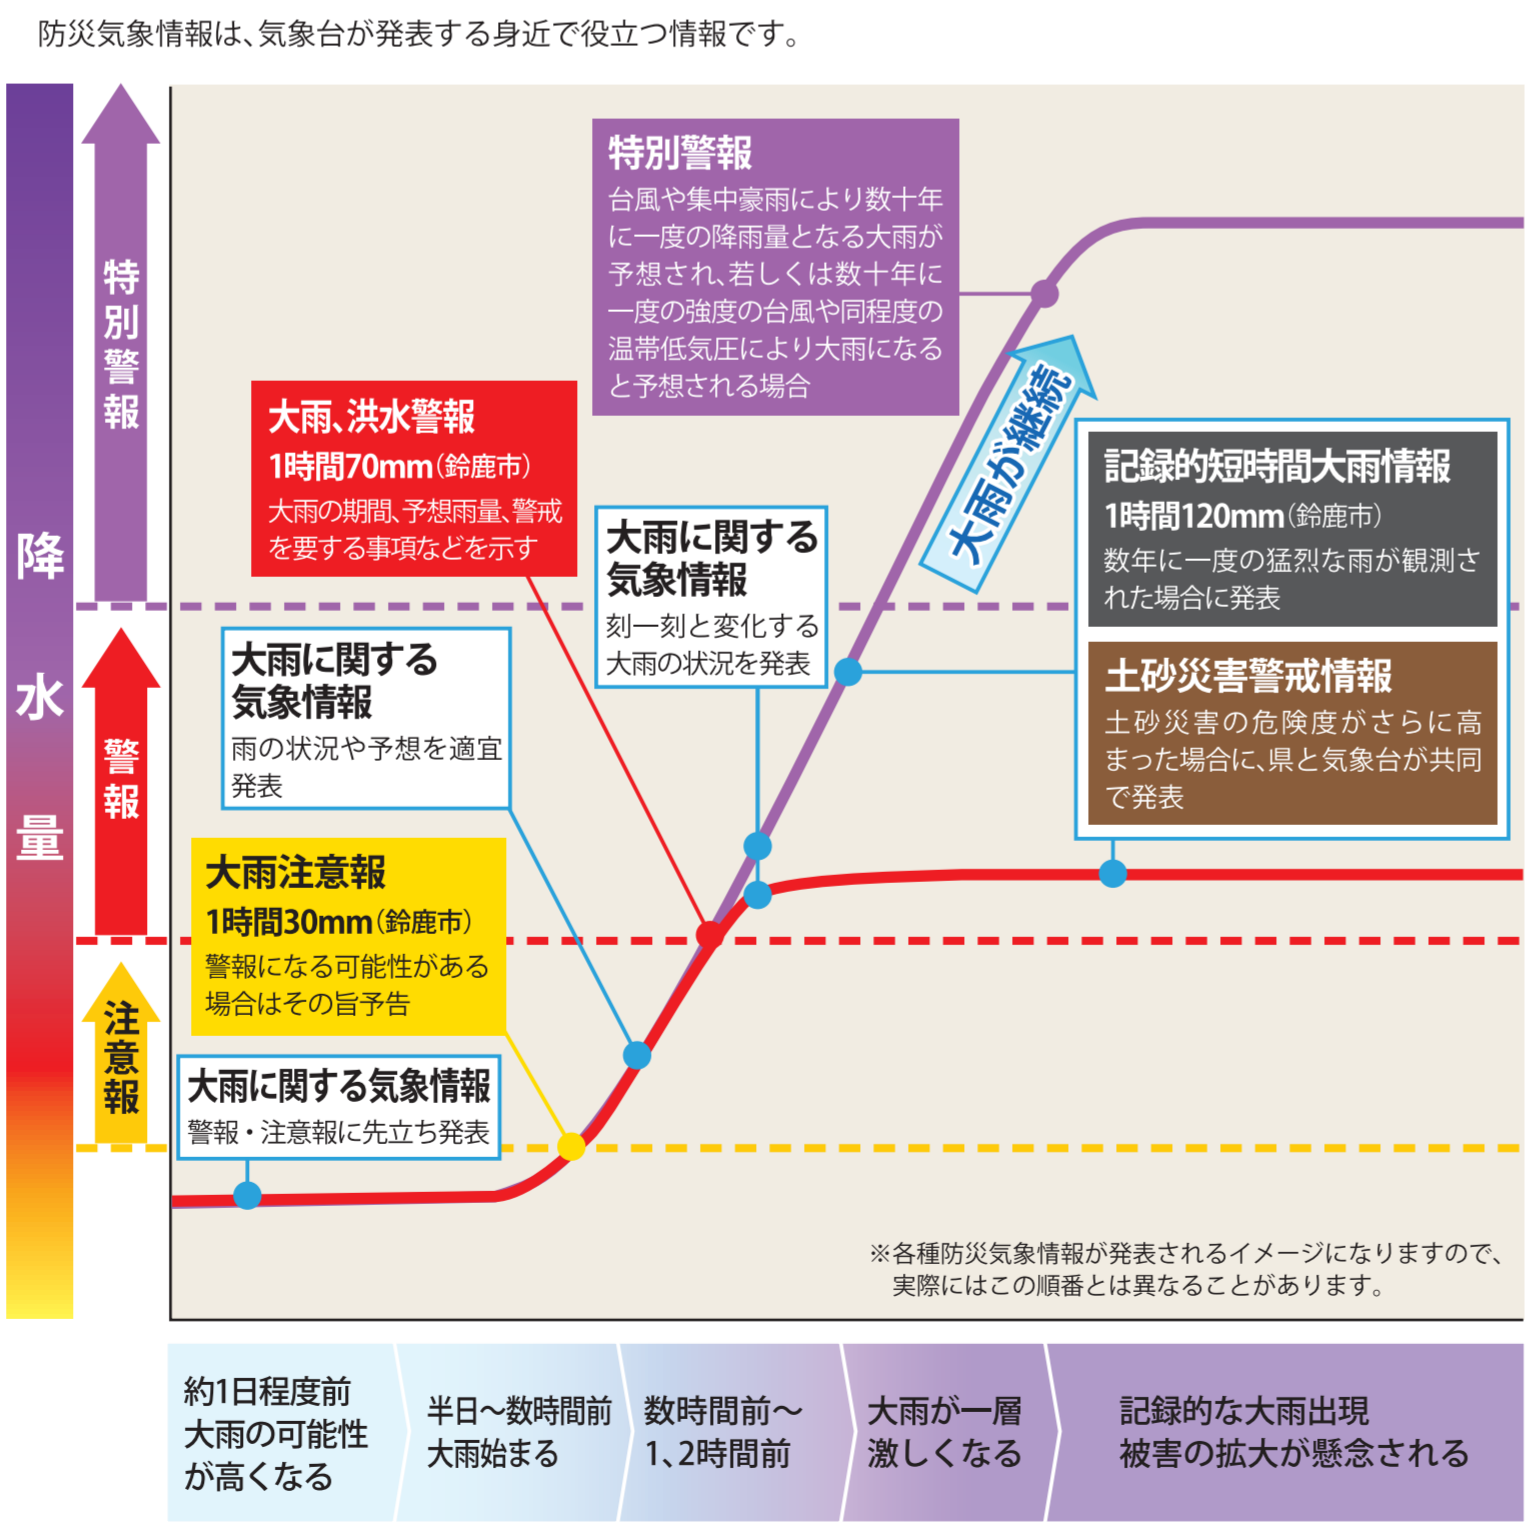 防災気象情報は、気象台が発表する身近で役立つ情報です。
降水量
特別警報
警報
注意報
特別警報
台風や集中豪雨により数十年
に一度の降雨量となる大雨が
予想され、若しくは数十年に
一度の強度の台風や同程度の
温帯低気圧により大雨になる
と予想される場合
大雨、洪水警報
1時間70mm(鈴鹿市)
大雨の期間、予想雨量、警戒
を要する事項などを示す
大雨が継続
記録的短時間大雨情報
1時間120mm(鈴鹿市)
数年に一度の猛烈な雨が観測さ
れた場合に発表
土砂災害警戒情報
土砂災害の危険度がさらに高
まった場合に、県と気象台が共同
で発表
大雨に関する
気象情報
刻一刻と変化する
大雨の状況を発表
大雨に関する
気象情報
雨の状況や予想を適宜
発表
大雨注意報
1時間30mm(鈴鹿市)
警報になる可能性がある
場合はその旨予告
大雨に関する気象情報
警報・注意報に先立ち発表
※各種防災気象情報が発表されるイメージになりますので、
実際にはこの順番とは異なることがあります。
約1日程度前
大雨の可能性
が高くなる
半日～数時間前
大雨始まる
数時間前～
1、2時間前
大雨が一層
激しくなる
記録的な大雨出現
被害の拡大が懸念される